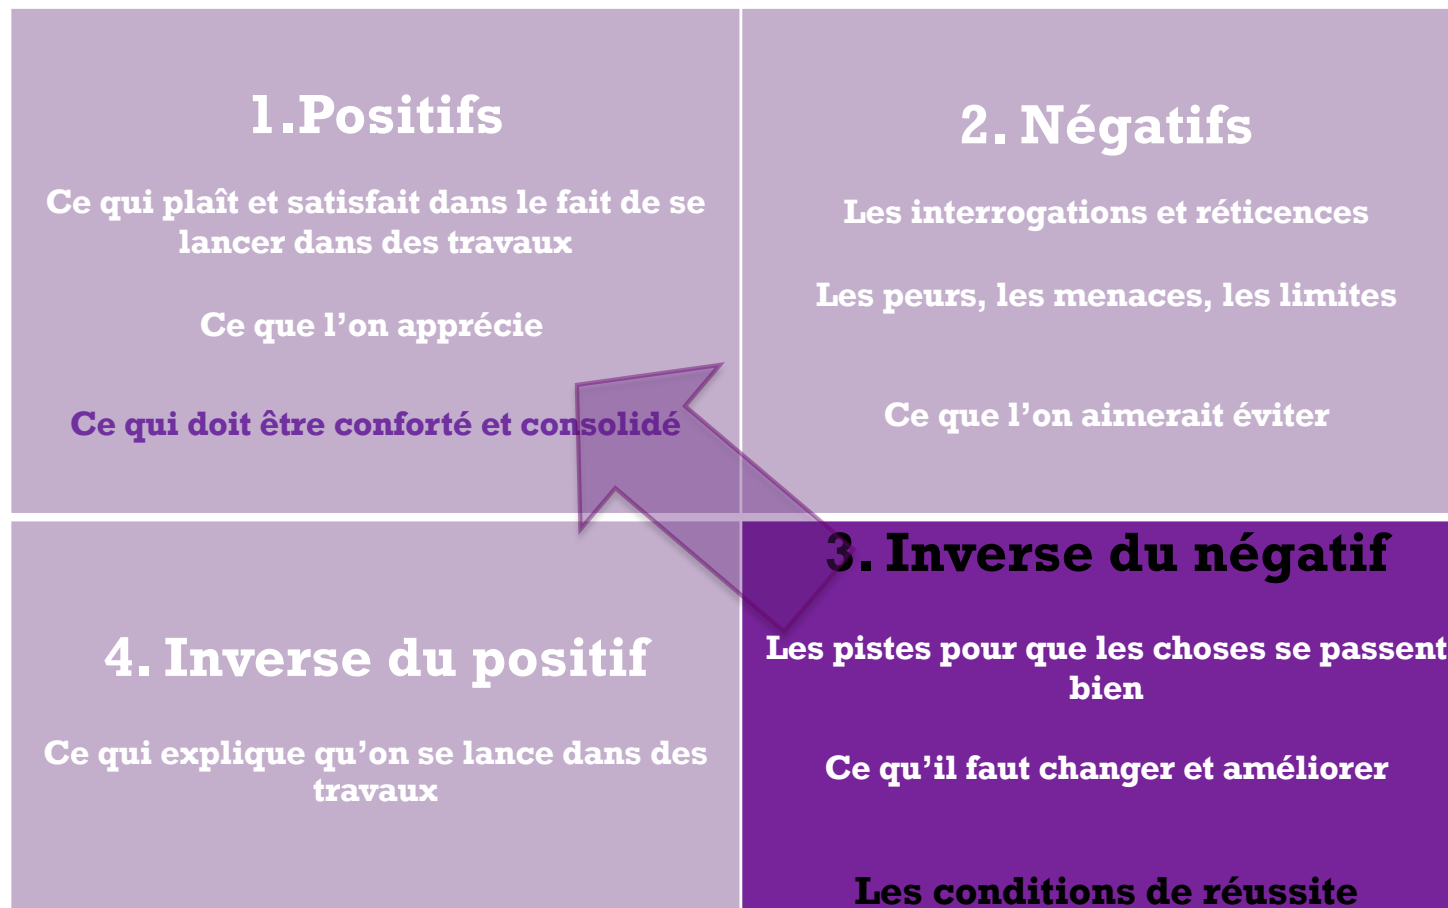 1.Positifs
Ce qui plaît et satisfait dans le fait de se
lancer dans des travaux
Ce que l’on apprécie
Ce qui doit être conforté et consolidé
2. Négatifs
Les interrogations et réticences
Les peurs, les menaces, les limites
Ce que l’on aimerait éviter
4. Inverse du positif
Ce qui explique qu’on se lance dans des
travaux
3. Inverse du négatif
Les pistes pour que les choses se passent
bien
Ce qu’il faut changer et améliorer
Les conditions de réussite